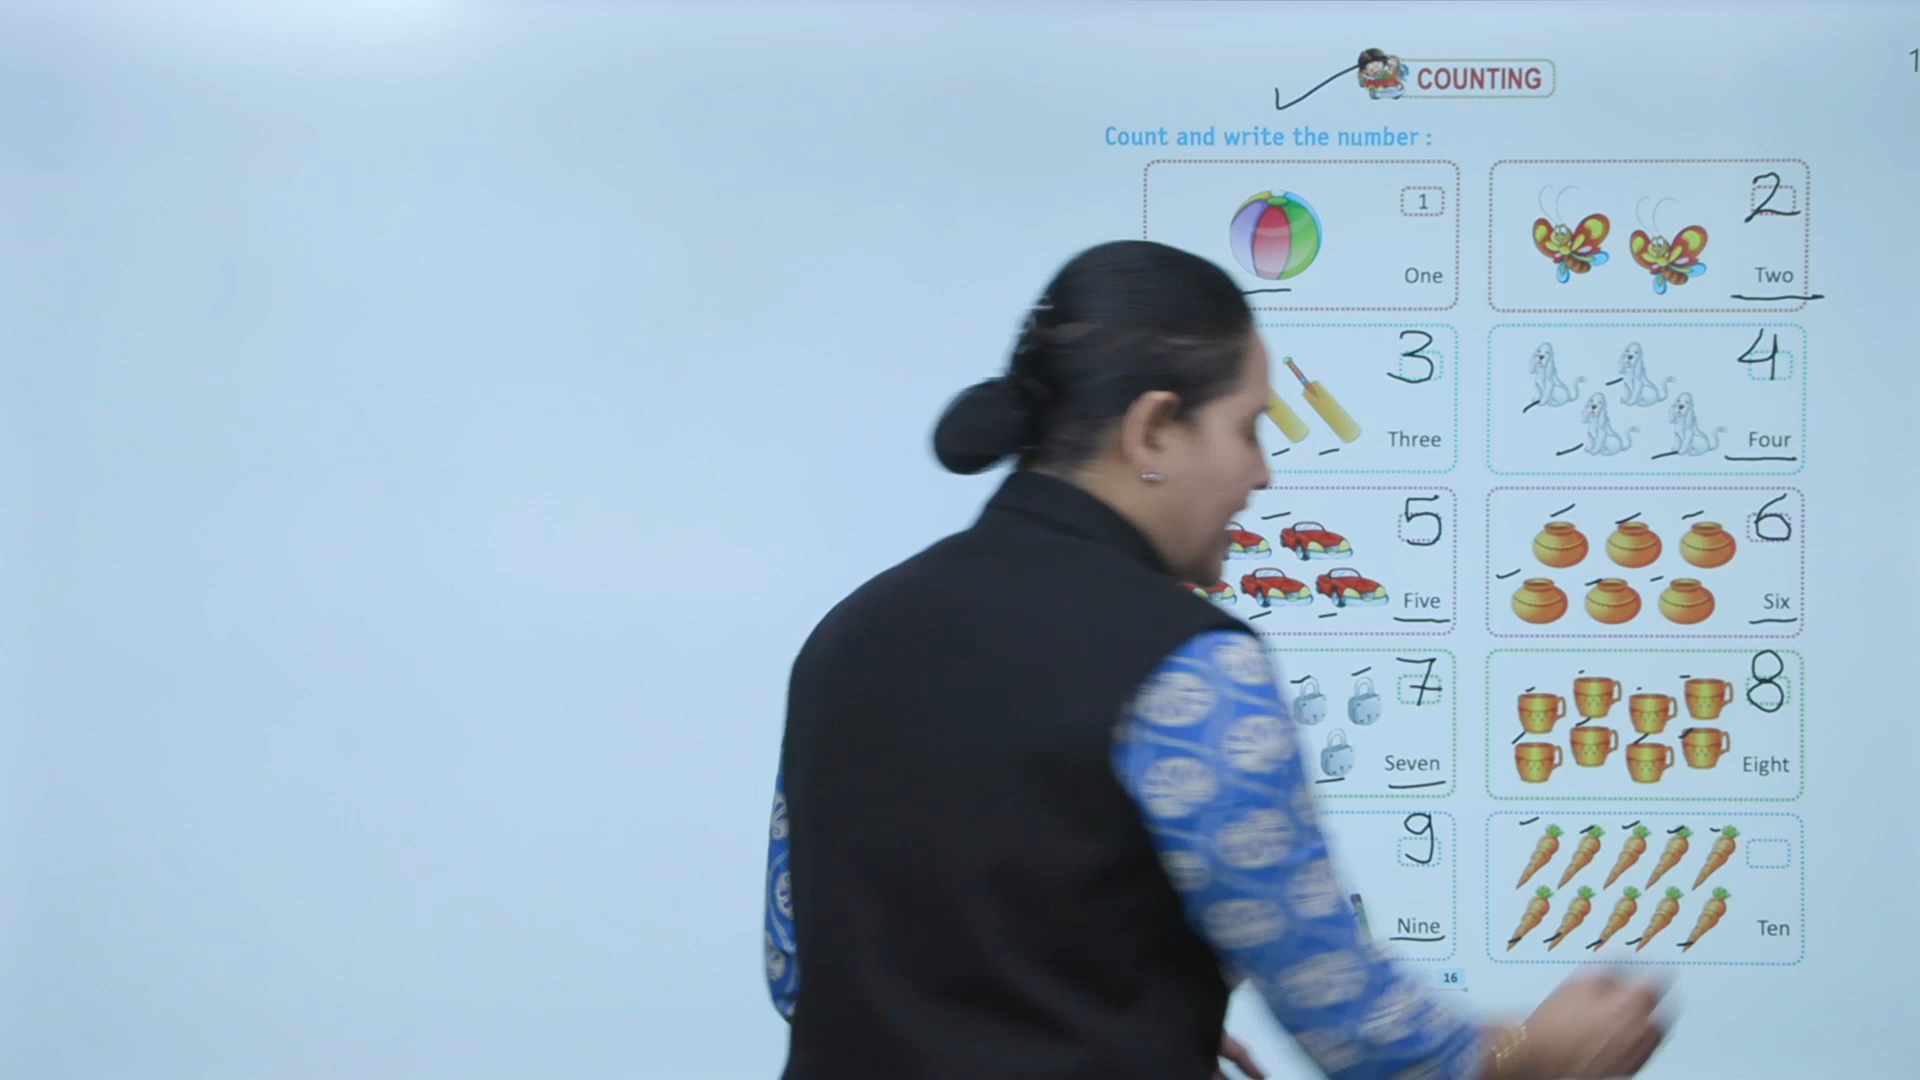 COUNTING
Count and write the number :
1
One
2
Two
3
Three
4
Four
5
Five
6
Six
7
Seven
8
Eight
9
Nine
Ten
16
1